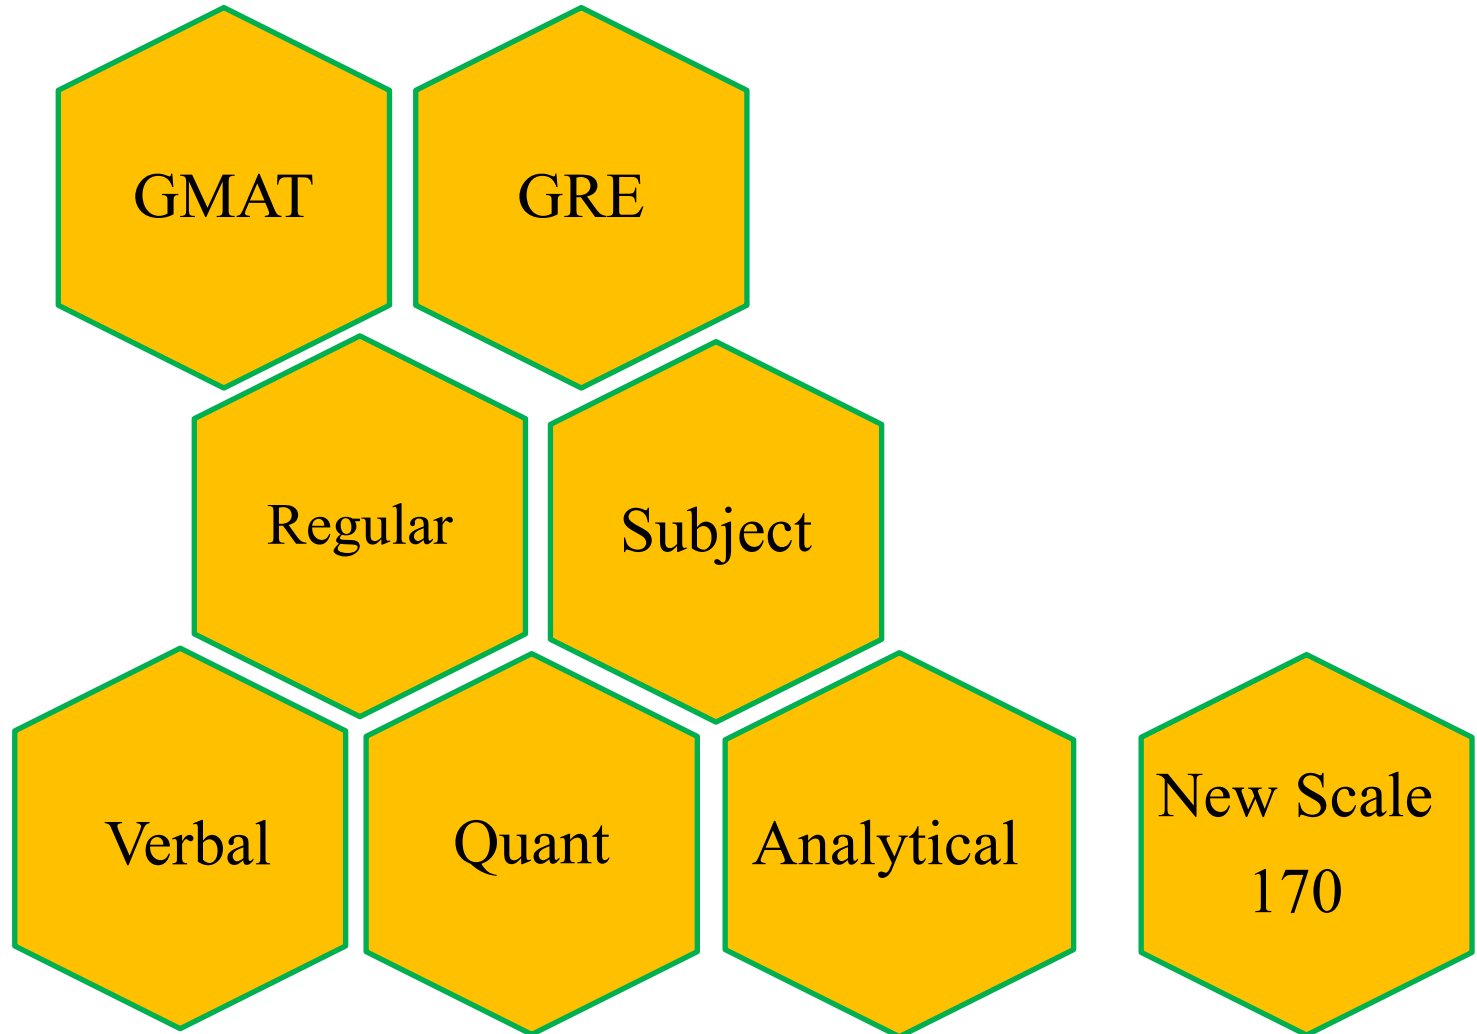 GMAT
GRE
Regular
Subject
Verbal
Quant
Analytical
New Scale
170